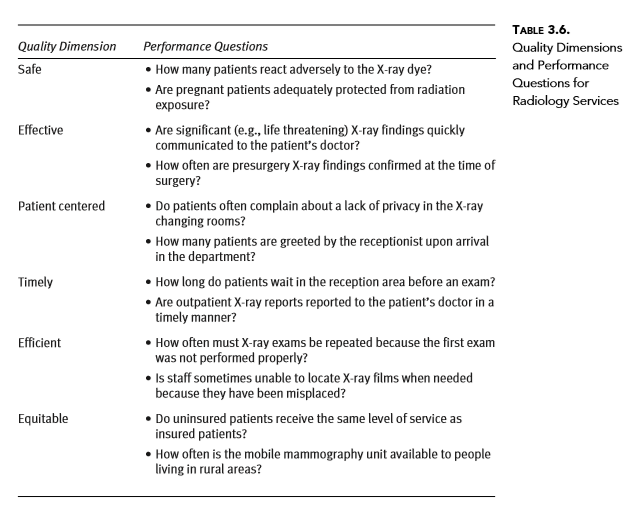 Quality Dimension Performance Questions
Safe • How many patients react adversely to the X-ray dye?
• Are pregnant patients adequately protected from radiation
exposure?
Effective • Are significant (e.g., life threatening) X-ray findings quickly
communicated to the patient's doctor?
• How often are presurgery X-ray findings confirmed at the time of
surgery?
Patient centered • Do patients often complain about a lack of privacy in the X-ray
changing rooms?
• How many patients are greeted by the receptionist upon arrival
in the department?
Timely • How long do patients wait in the reception area before an exam?
• Are outpatient X-ray reports reported to the patient's doctor in a
timely manner?
Efficient • How often must X-ray exams be repeated because the first exam
was not performed properly?
• Is staff sometimes unable to locate X-ray films when needed
because they have been misplaced?
Equitable • Do uninsured patients receive the same level of service as
insured patients?
• How often is the mobile mammography unit available to people
living in rural areas?
TABLE 3.6.
Quality Dimensions
and Performance
Questions for
Radiology Services